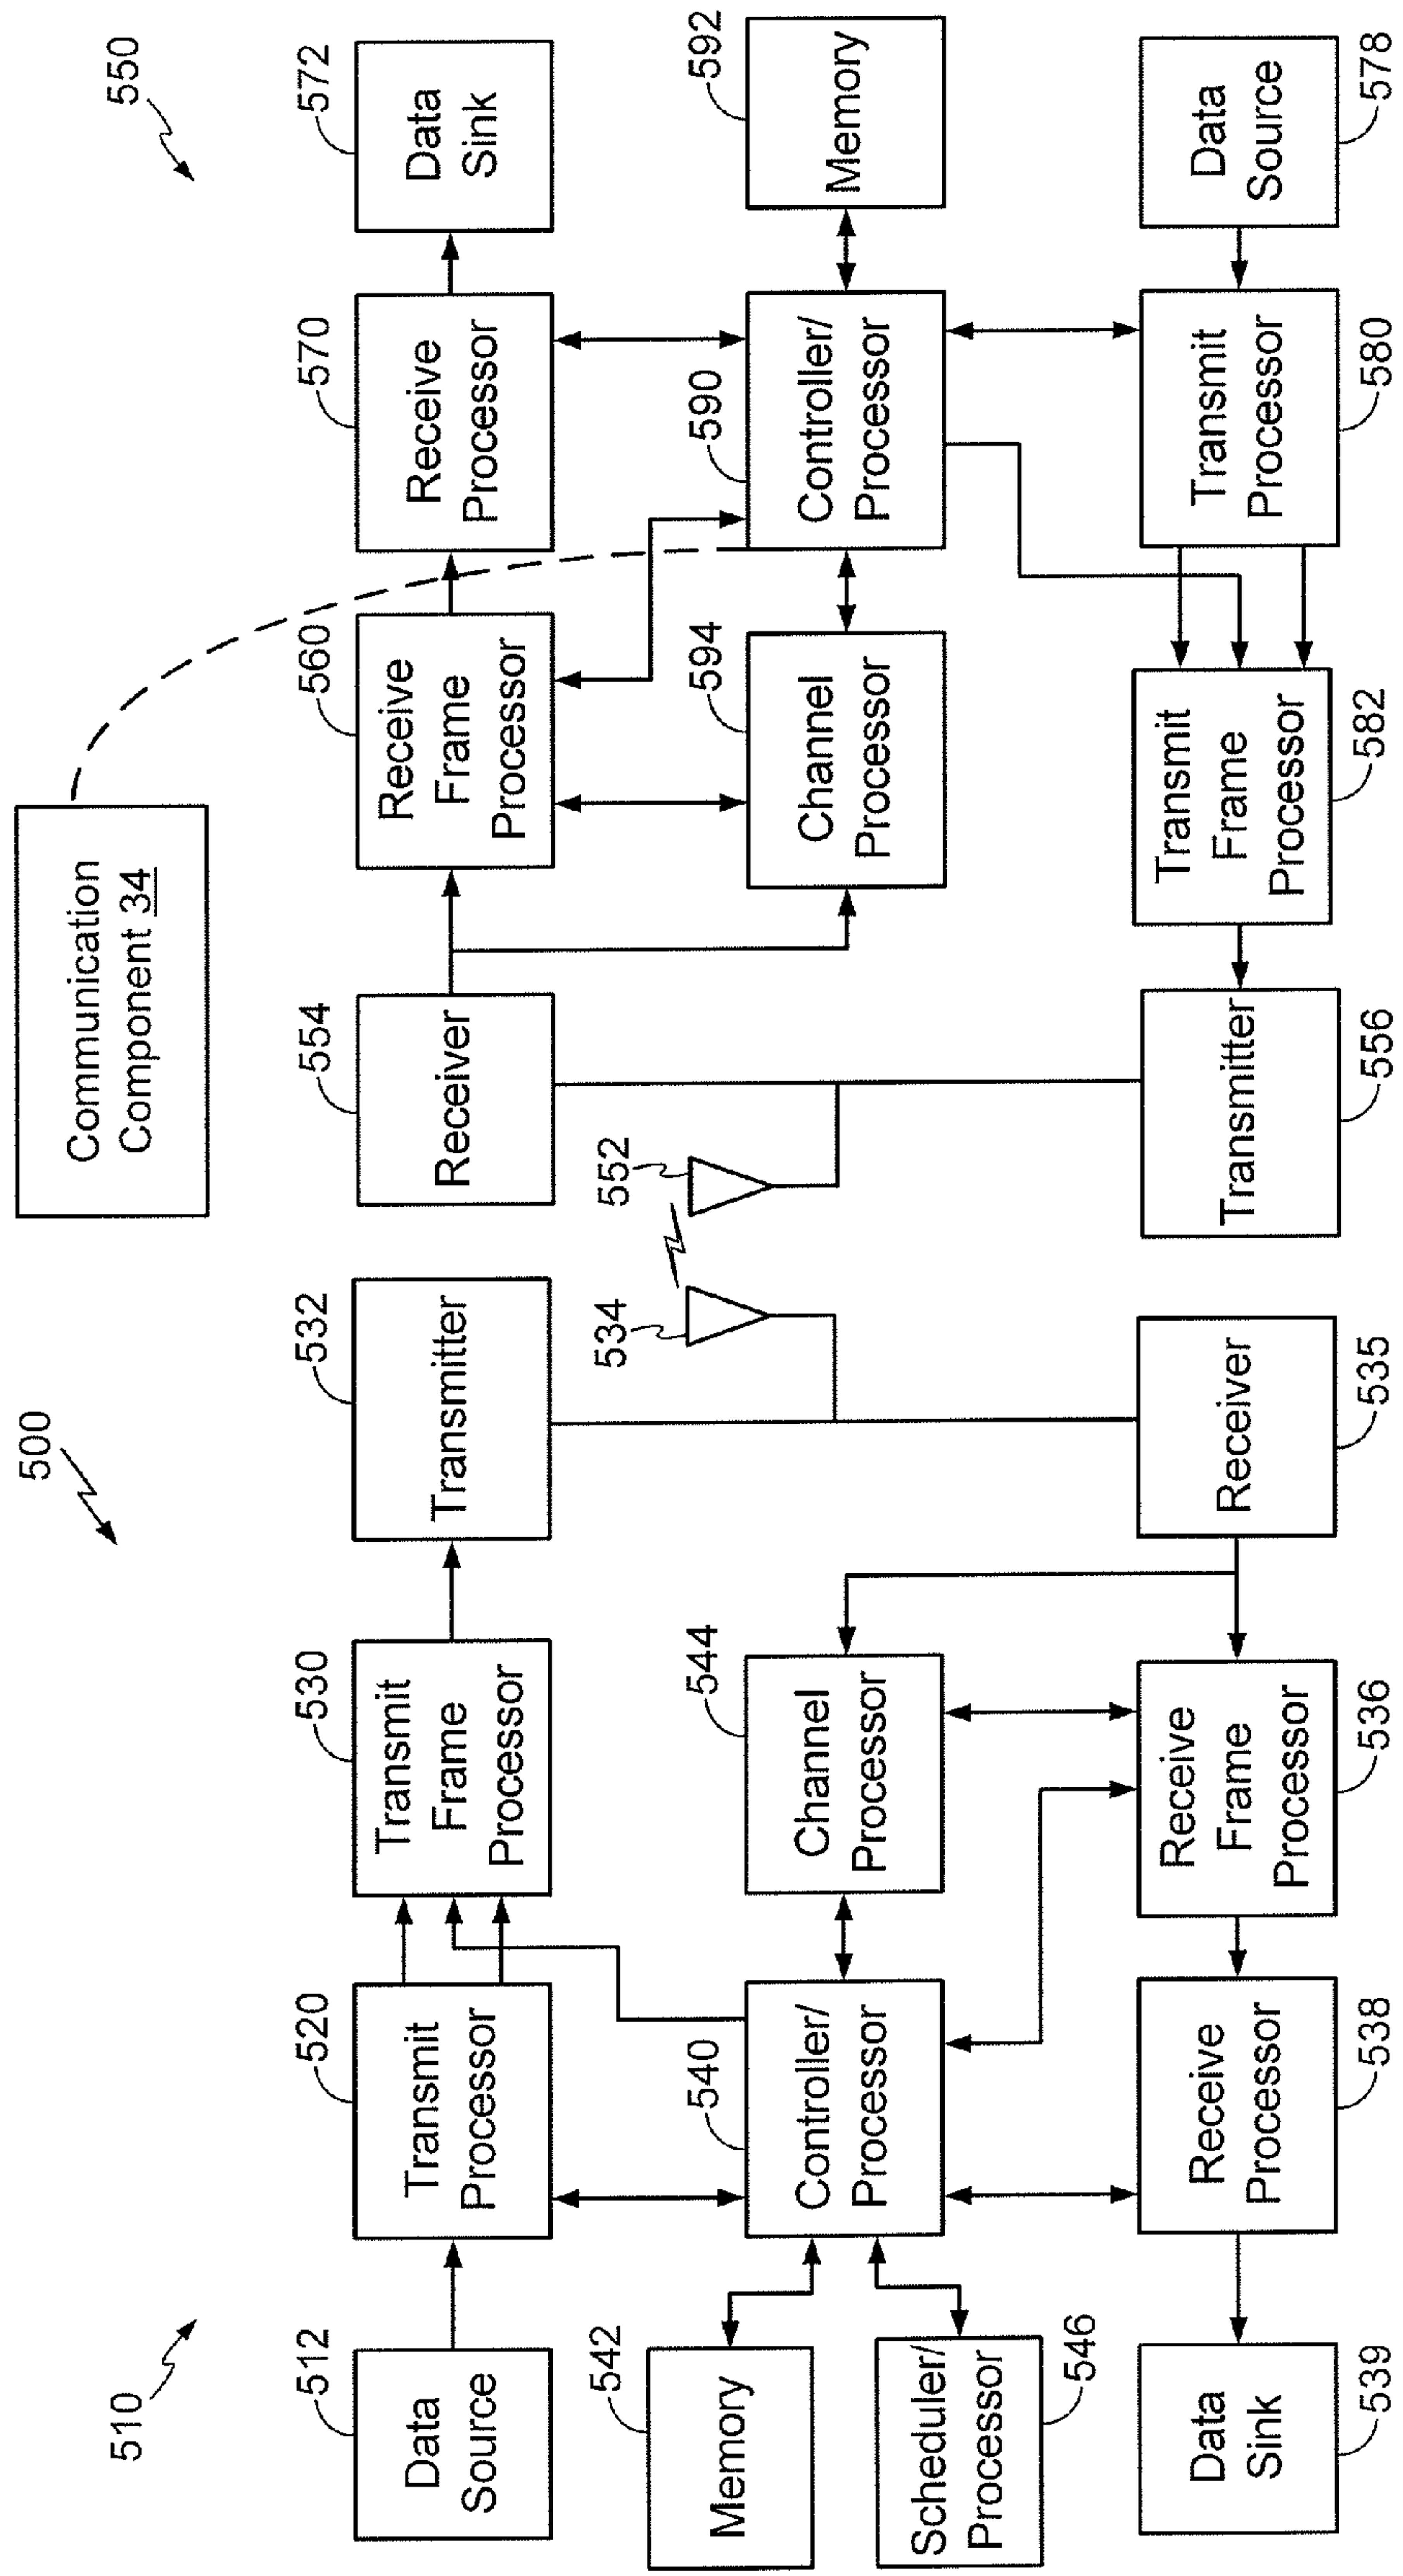 500
510
550
Communication
Component 34
512
Data
Source
520
Transmit
Processor
530
Transmit
Frame
Processor
532
Transmitter
554
Receiver
560
Receive
Frame
Processor
570
Receive
Processor
572
Data
Sink
542
Memory
540
Controller/
Processor
544
Channel
Processor
534
552
594
Channel
Processor
590
Controller/
Processor
592
Memory
Scheduler/
Processor
546
Data
Sink
539
Receive
Processor
538
Receive
Frame
Processor
536
Receiver
535
Transmitter
556
Transmit
Frame
Processor
582
Transmit
Processor
580
Data
Source
578